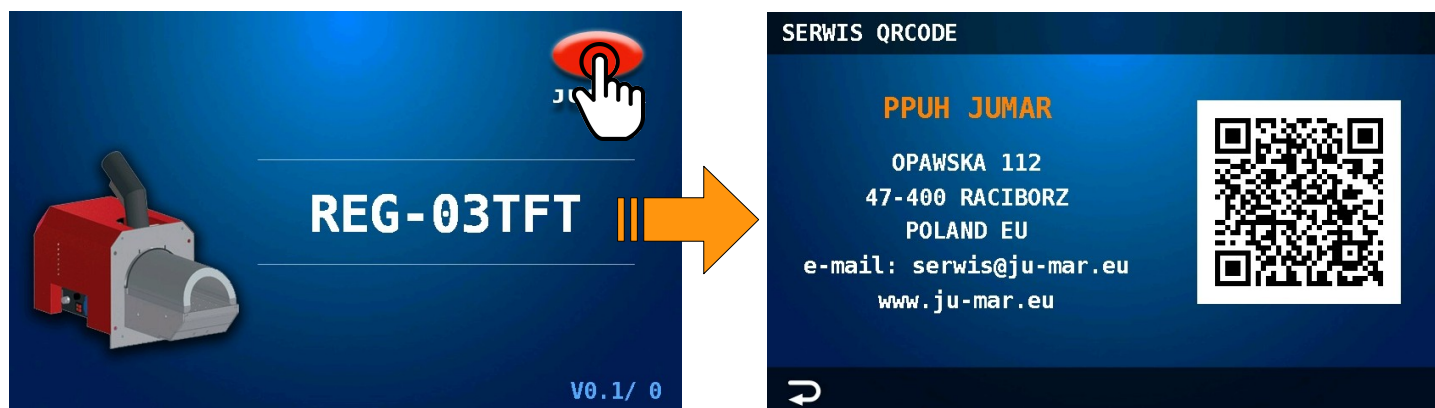 REG-03TFT
V0.1/ 0
SERWIS QRCODE
PPUH JUMAR
OPAWSKA 112
47-400 RACIBORZ
POLAND EU
e-mail: serwis@ju-mar.eu
www.ju-mar.eu